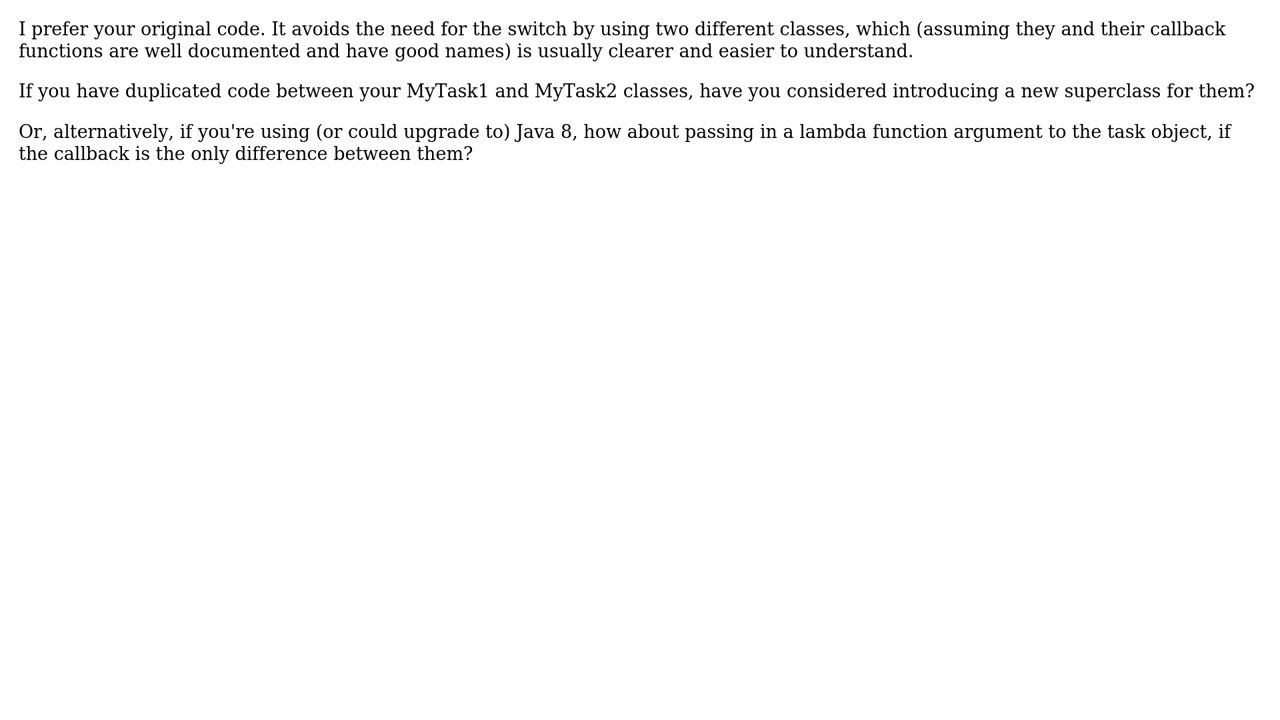 I prefer your original code. It avoids the need for the switch by using two different classes, which (assuming they and their callback
functions are well documented and have good names) is usually clearer and easier to understand.
If you have duplicated code between your MyTask1 and MyTask2 classes, have you considered introducing a new superclass for them?
Or, alternatively, if you're using (or could upgrade to) Java 8, how about passing in a lambda function argument to the task object, if
the callback is the only difference between them?